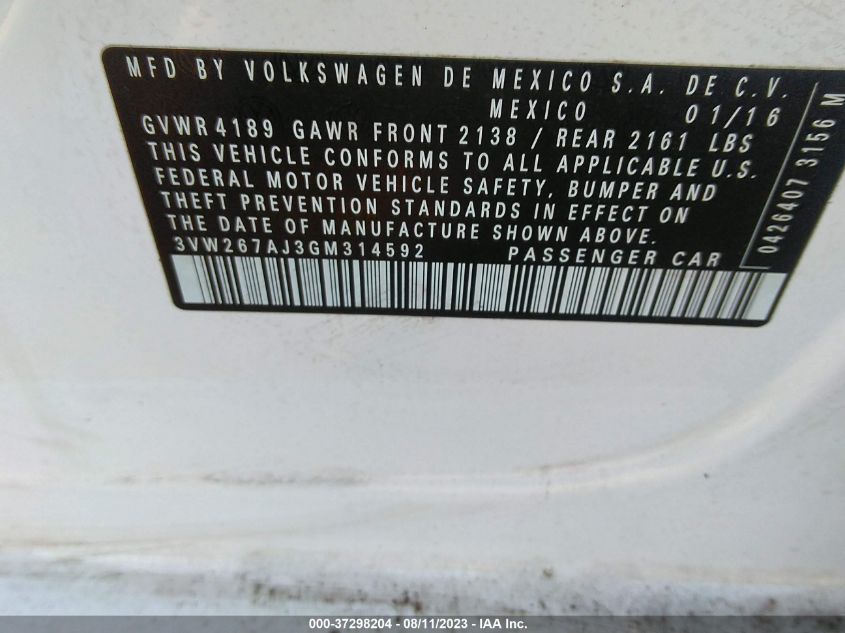 MFD BY VOLKSWAGEN DE MEXICO S.A. DE C.V.
MEXICO 01/16
GVWR 4189 GAWR FRONT 2138 / REAR 2161 LBS
THIS VEHICLE CONFORMS TO ALL APPLICABLE U.S.
FEDERAL MOTOR VEHICLE SAFETY, BUMPER AND
THEFT PREVENTION STANDARDS IN EFFECT ON
THE DATE OF MANUFACTURE SHOWN ABOVE.
3VW267AJ3GM314592 PASSENGER CAR
0426407 3156 M
000-37298204 - 08/11/2023 - IAA Inc.